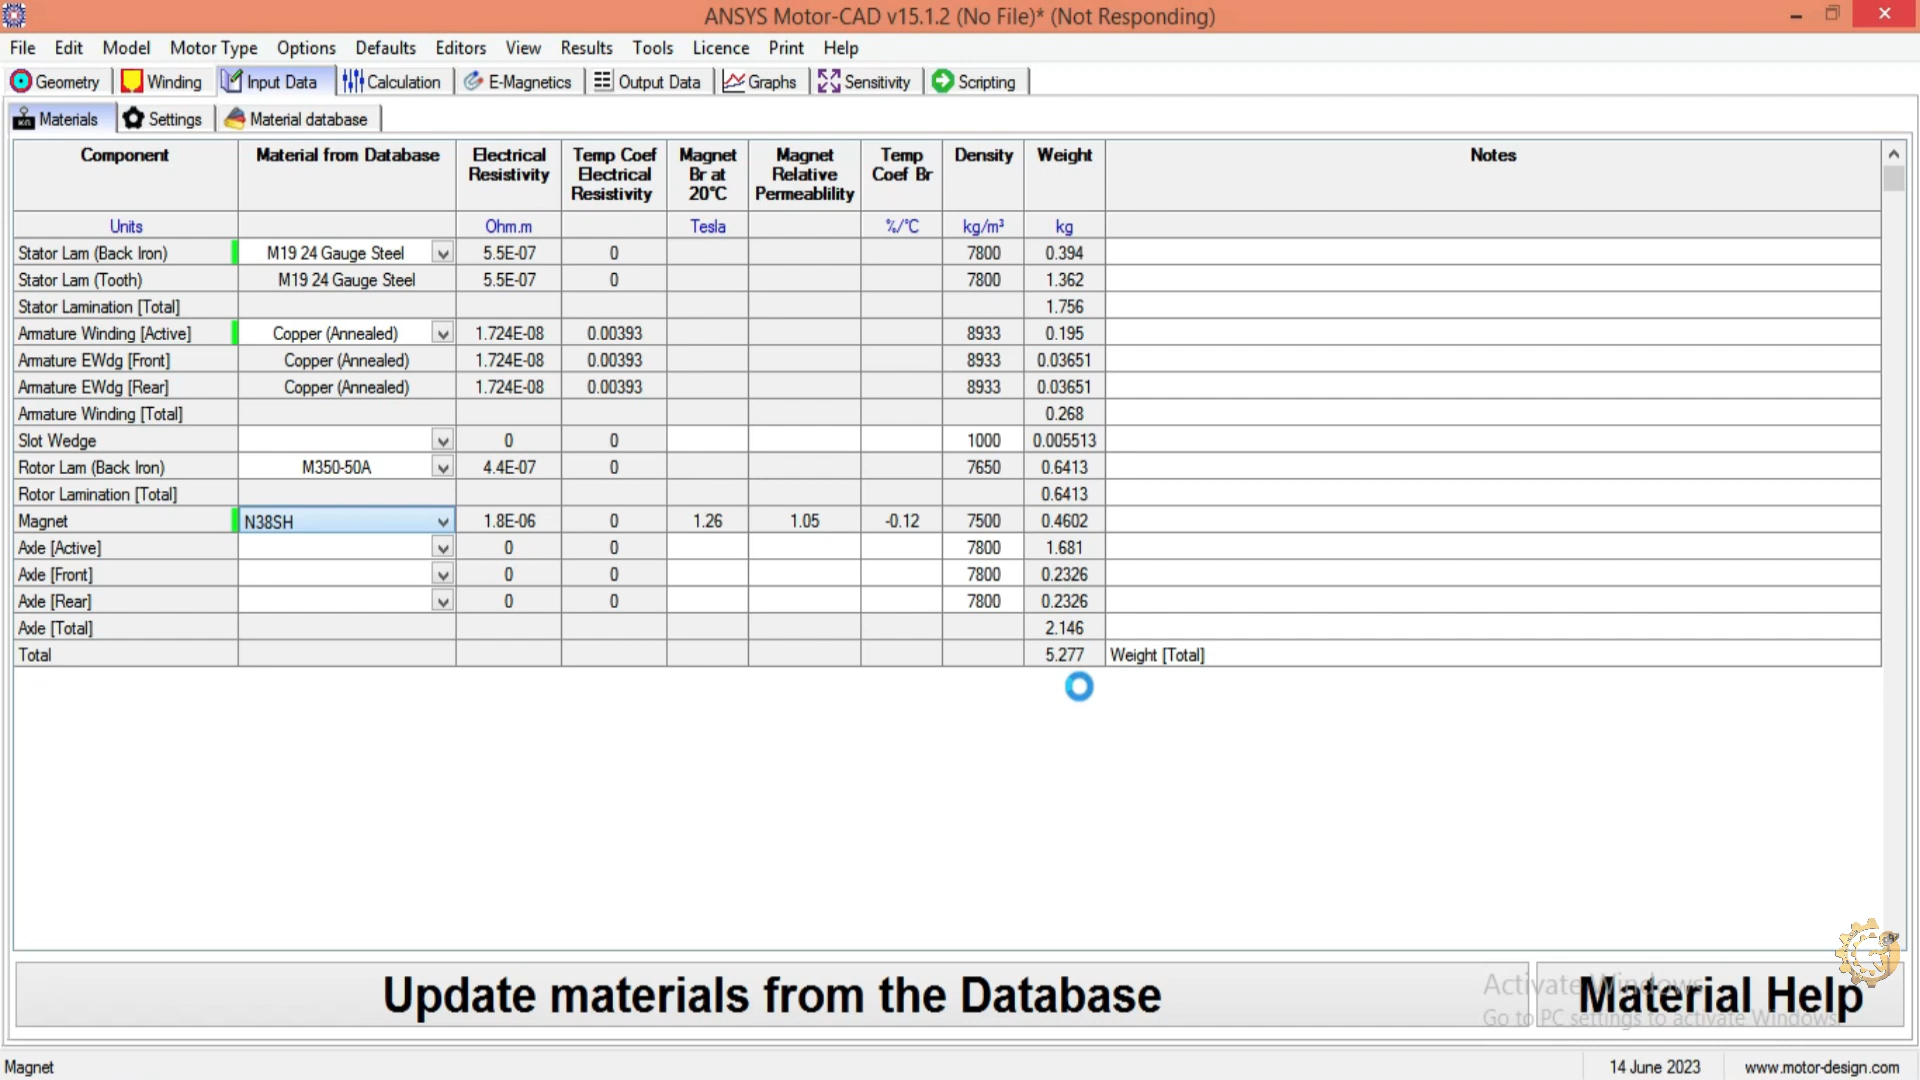 ANSYS Motor-CAD v15.1.2 (No File)* (Not Responding)
File Edit Model Motor Type Options Defaults Editors View Results Tools Licence Print Help
Geometry Winding Input Data Calculation E-Magnetics Output Data Graphs Sensitivity Scripting
Materials Settings Material database
Component Material from Database Electrical Resistivity Temp Coef Electrical Resistivity Magnet Br at 20°C Magnet Relative Permeablility Temp Coef Br Density Weight Notes
Units Ohm.m Tesla %/°C kg/m³ kg
Stator Lam (Back Iron) M19 24 Gauge Steel 5.5E-07 0 7800 0.394
Stator Lam (Tooth) M19 24 Gauge Steel 5.5E-07 0 7800 1.362
Stator Lamination [Total] 1.756
Armature Winding [Active] Copper (Annealed) 1.724E-08 0.00393 8933 0.195
Armature EWdg [Front] Copper (Annealed) 1.724E-08 0.00393 8933 0.03651
Armature EWdg [Rear] Copper (Annealed) 1.724E-08 0.00393 8933 0.03651
Armature Winding [Total] 0.268
Slot Wedge 0 0 1000 0.005513
Rotor Lam (Back Iron) M350-50A 4.4E-07 0 7650 0.6413
Rotor Lamination [Total] 0.6413
Magnet N38SH 1.8E-06 0 1.26 1.05 -0.12 7500 0.4602
Axle [Active] 0 0 7800 1.681
Axle [Front] 0 0 7800 0.2326
Axle [Rear] 0 0 7800 0.2326
Axle [Total] 2.146
Total 5.277 Weight [Total]
Update materials from the Database Material Help
Activate Windows
Go to PC settings to activate Windows.
Magnet 14 June 2023 www.motor-design.com